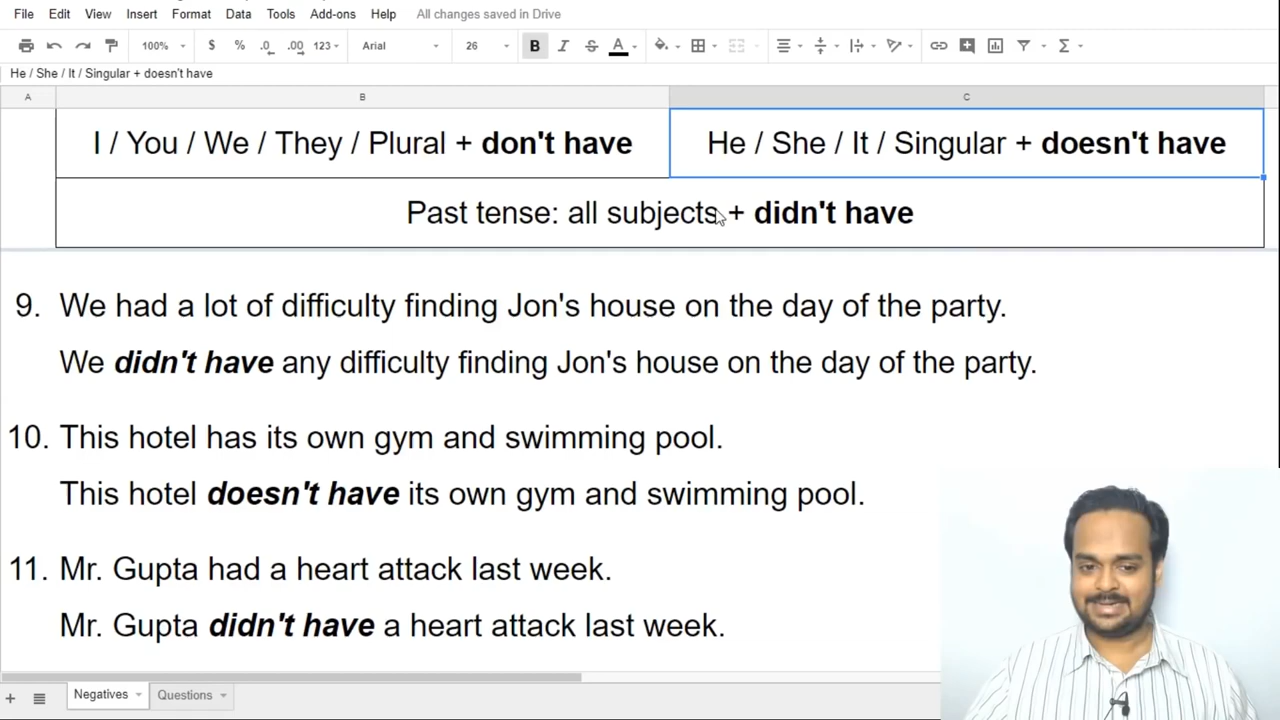 File Edit View Insert Format Data Tools Add-ons Help All changes saved in Drive
100% $ % .0 .00 123 Arial 26 B I S A
He / She / It / Singular + doesn't have
A B C
I / You / We / They / Plural + don't have He / She / It / Singular + doesn't have
Past tense: all subjects + didn't have
9. We had a lot of difficulty finding Jon's house on the day of the party.
We didn't have any difficulty finding Jon's house on the day of the party.
10. This hotel has its own gym and swimming pool.
This hotel doesn't have its own gym and swimming pool.
11. Mr. Gupta had a heart attack last week.
Mr. Gupta didn't have a heart attack last week.
Negatives Questions